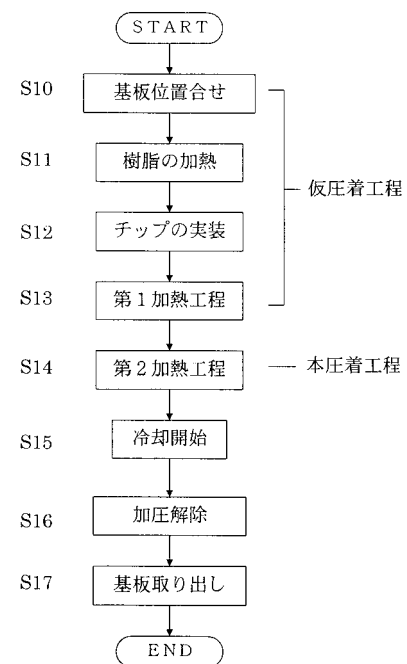 START
S10 基板位置合せ
S11 樹脂の加熱
仮圧着工程
S12 チップの実装
S13 第1加熱工程
S14 第2加熱工程 本圧着工程
S15 冷却開始
S16 加圧解除
S17 基板取り出し
END